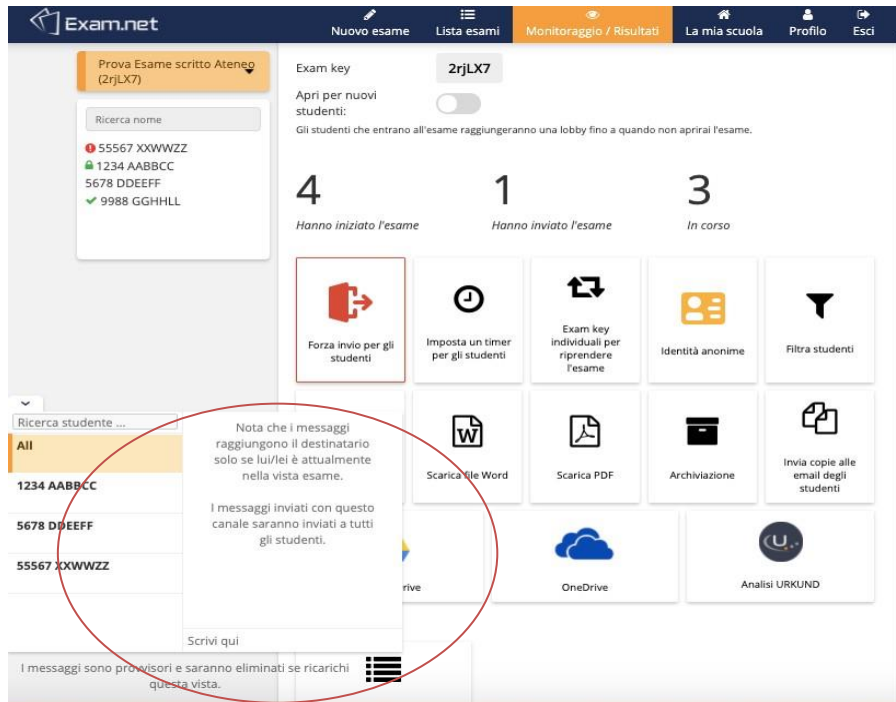 Exam.net
Nuovo esame
Lista esami
Monitoraggio / Risultati
La mia scuola
Profilo
Esci
Prova Esame scritto Ateneo
(2rjLX7)
Ricerca nome
55567 XXWWZZ
1234 AABBCC
5678 DDEEFF
9988 GGHHLL
Exam key
2rjLX7
Apri per nuovi
studenti:
Gli studenti che entrano all'esame raggiungeranno una lobby fino a quando non aprirai l'esame.
4
Hanno iniziato l'esame
1
Hanno inviato l'esame
3
In corso
Forza invio per gli
studenti
Imposta un timer
per gli studenti
Exam key
individuali per
riprendere
l'esame
Identità anonime
Filtra studenti
Scarica file Word
Scarica PDF
Archiviazione
Invia copie alle
email degli
studenti
rive
OneDrive
Analisi URKUND
Ricerca studente ...
All
1234 AABBCC
5678 DDEEFF
55567 XXWWZZ
Nota che i messaggi
raggiungono il destinatario
solo se lui/lei è attualmente
nella vista esame.
I messaggi inviati con questo
canale saranno inviati a tutti
gli studenti.
Scrivi qui
I messaggi sono provvisori e saranno eliminati se ricarichi
questa vista.